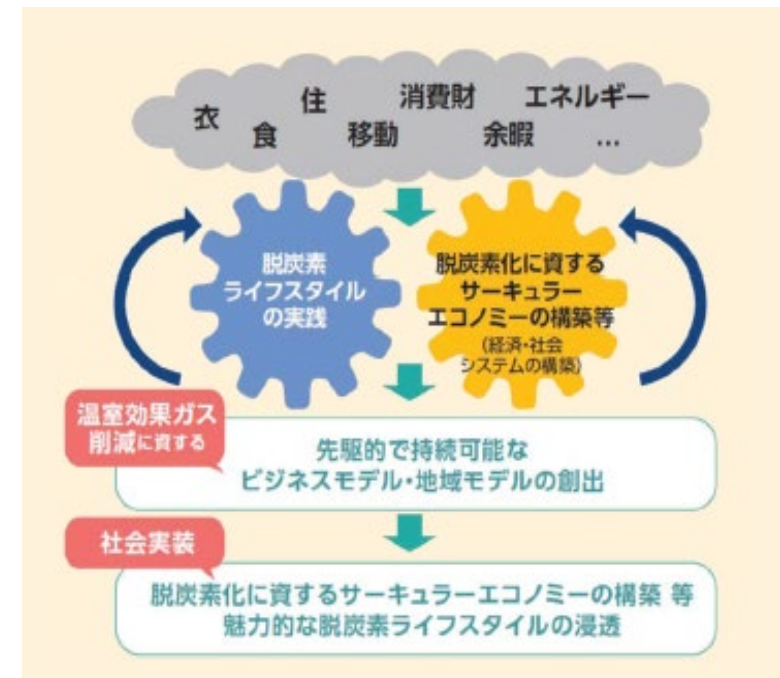 衣 住 消費財 エネルギー
食 移動 余暇 …
脱炭素
ライフスタイル
の実践
脱炭素化に資する
サーキュラー
エコノミーの構築等
(経済・社会
システムの構築)
温室効果ガス
削減に資する
先駆的で持続可能な
ビジネスモデル・地域モデルの創出
社会実装
脱炭素化に資するサーキュラーエコノミーの構築 等
魅力的な脱炭素ライフスタイルの浸透